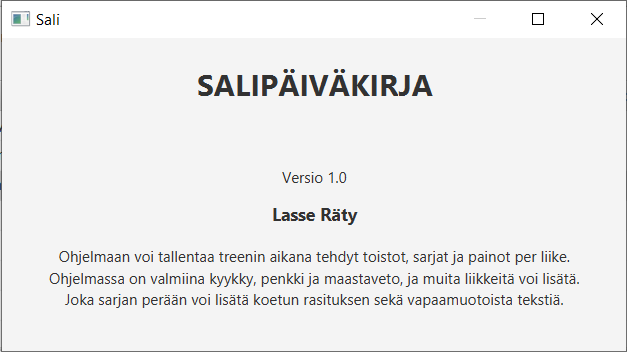 Sali
SALIPÄIVÄKIRJA
Versio 1.0
Lasse Räty
Ohjelmaan voi tallentaa treenin aikana tehdyt toistot, sarjat ja painot per liike.
Ohjelmassa on valmiina kyykky, penkki ja maastaveto, ja muita liikkeitä voi lisätä.
Joka sarjan perään voi lisätä koetun rasituksen sekä vapaamuotoista tekstiä.